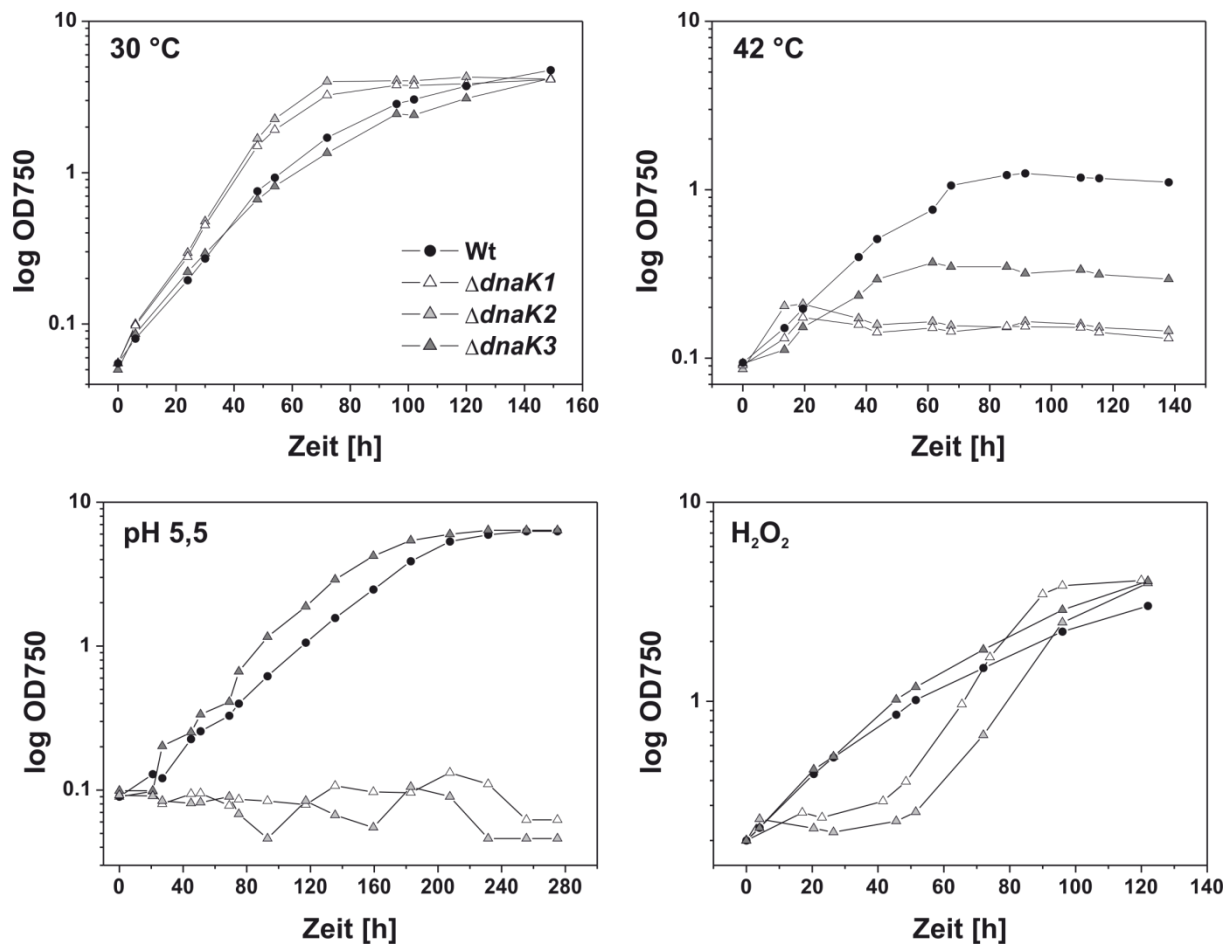 30 °C
10
1
0.1
log OD750
0 20 40 60 80 100 120 140 160
Zeit [h]
Wt
ΔdnaK1
ΔdnaK2
ΔdnaK3
42 °C
10
1
0.1
log OD750
0 20 40 60 80 100 120 140
Zeit [h]
pH 5,5
10
1
0.1
log OD750
0 40 80 120 160 200 240 280
Zeit [h]
H₂O₂
10
1
log OD750
0 20 40 60 80 100 120 140
Zeit [h]